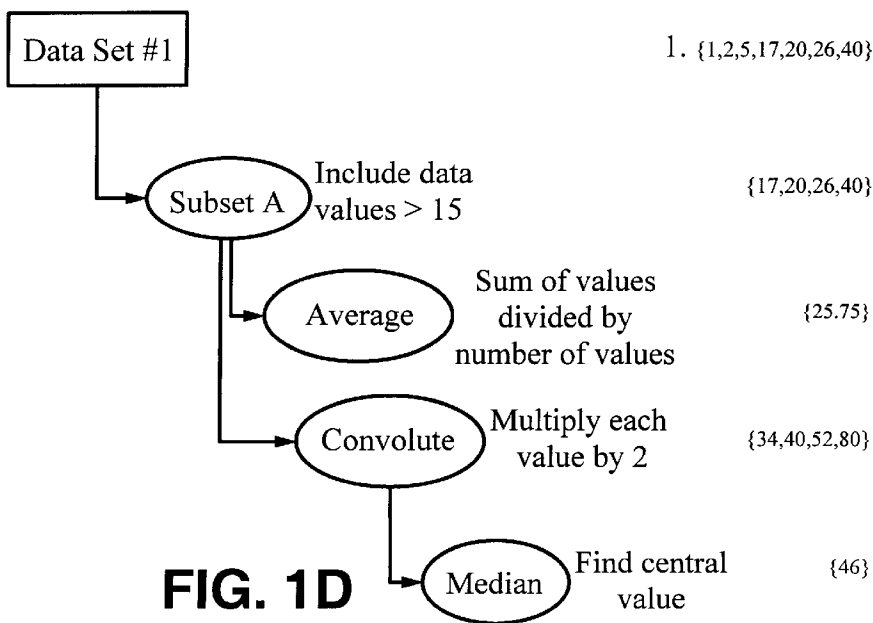 Data Set #1
1. {1,2,5,17,20,26,40}
Subset A
Include data
values > 15
{17,20,26,40}
Average
Sum of values
divided by
number of values
{25.75}
Convolute
Multiply each
value by 2
{34,40,52,80}
Median
Find central
value
{46}
FIG. 1D